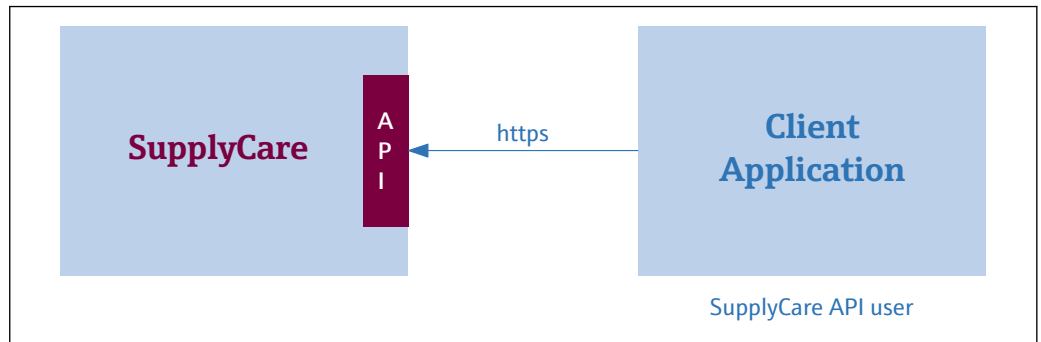 SupplyCare
A
P
I
https
Client
Application
SupplyCare API user